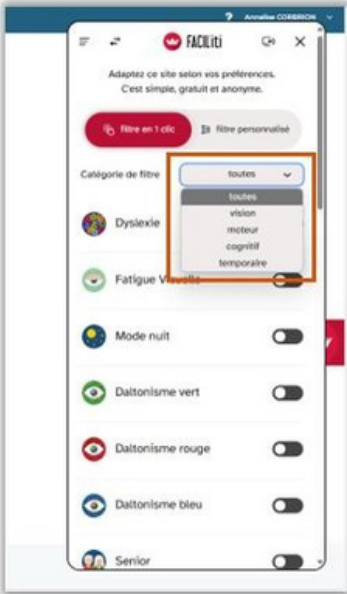 ? Annalise CORBRION
FACILiti
Adaptez ce site selon vos préférences.
C'est simple, gratuit et anonyme.
filtre en 1 clic
filtre personnalisé
Catégorie de filtre
toutes
toutes
vision
moteur
cognitif
temporaire
Dyslexie
Fatigue Visuelle
Mode nuit
Daltonisme vert
Daltonisme rouge
Daltonisme bleu
Senior